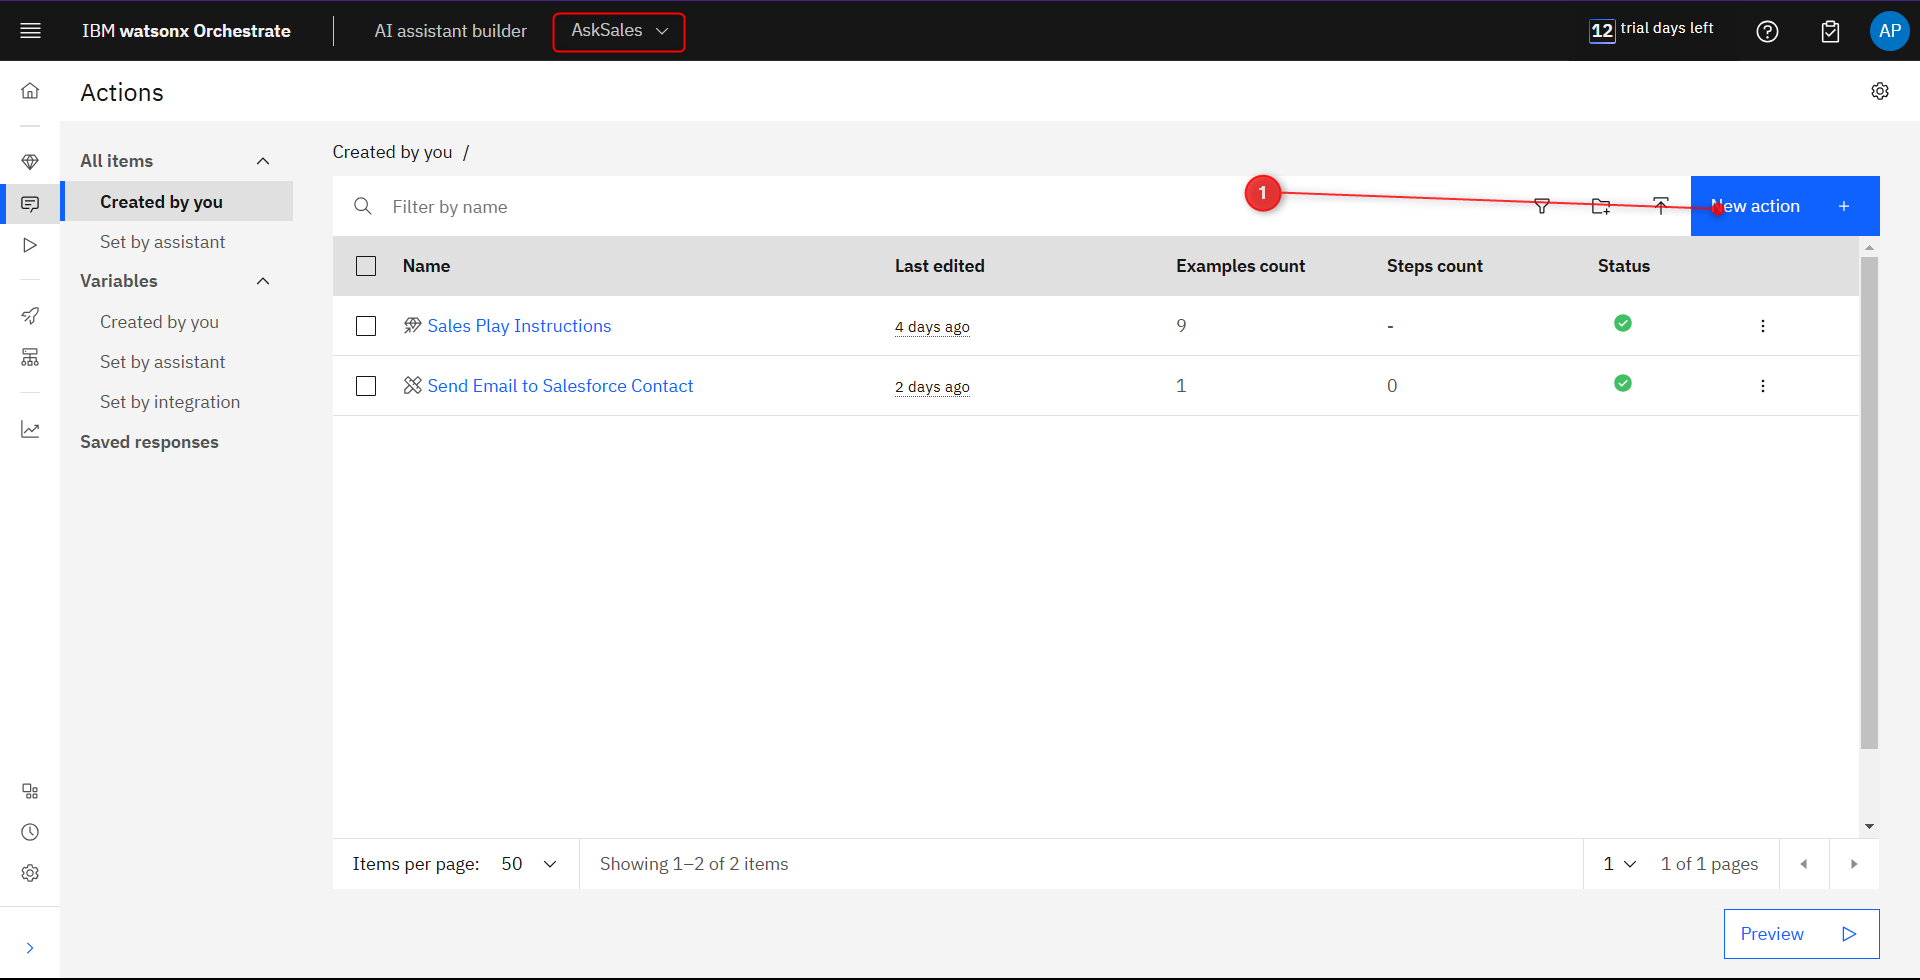 IBM watsonx Orchestrate
AI assistant builder
AskSales
12 trial days left
AP
Actions
All items
Created by you
Set by assistant
Variables
Created by you
Set by assistant
Set by integration
Saved responses
Created by you /
Filter by name
1
New action +
Name Last edited Examples count Steps count Status
Sales Play Instructions 4 days ago 9 -
Send Email to Salesforce Contact 2 days ago 1 0
Items per page: 50 Showing 1–2 of 2 items 1 1 of 1 pages
Preview